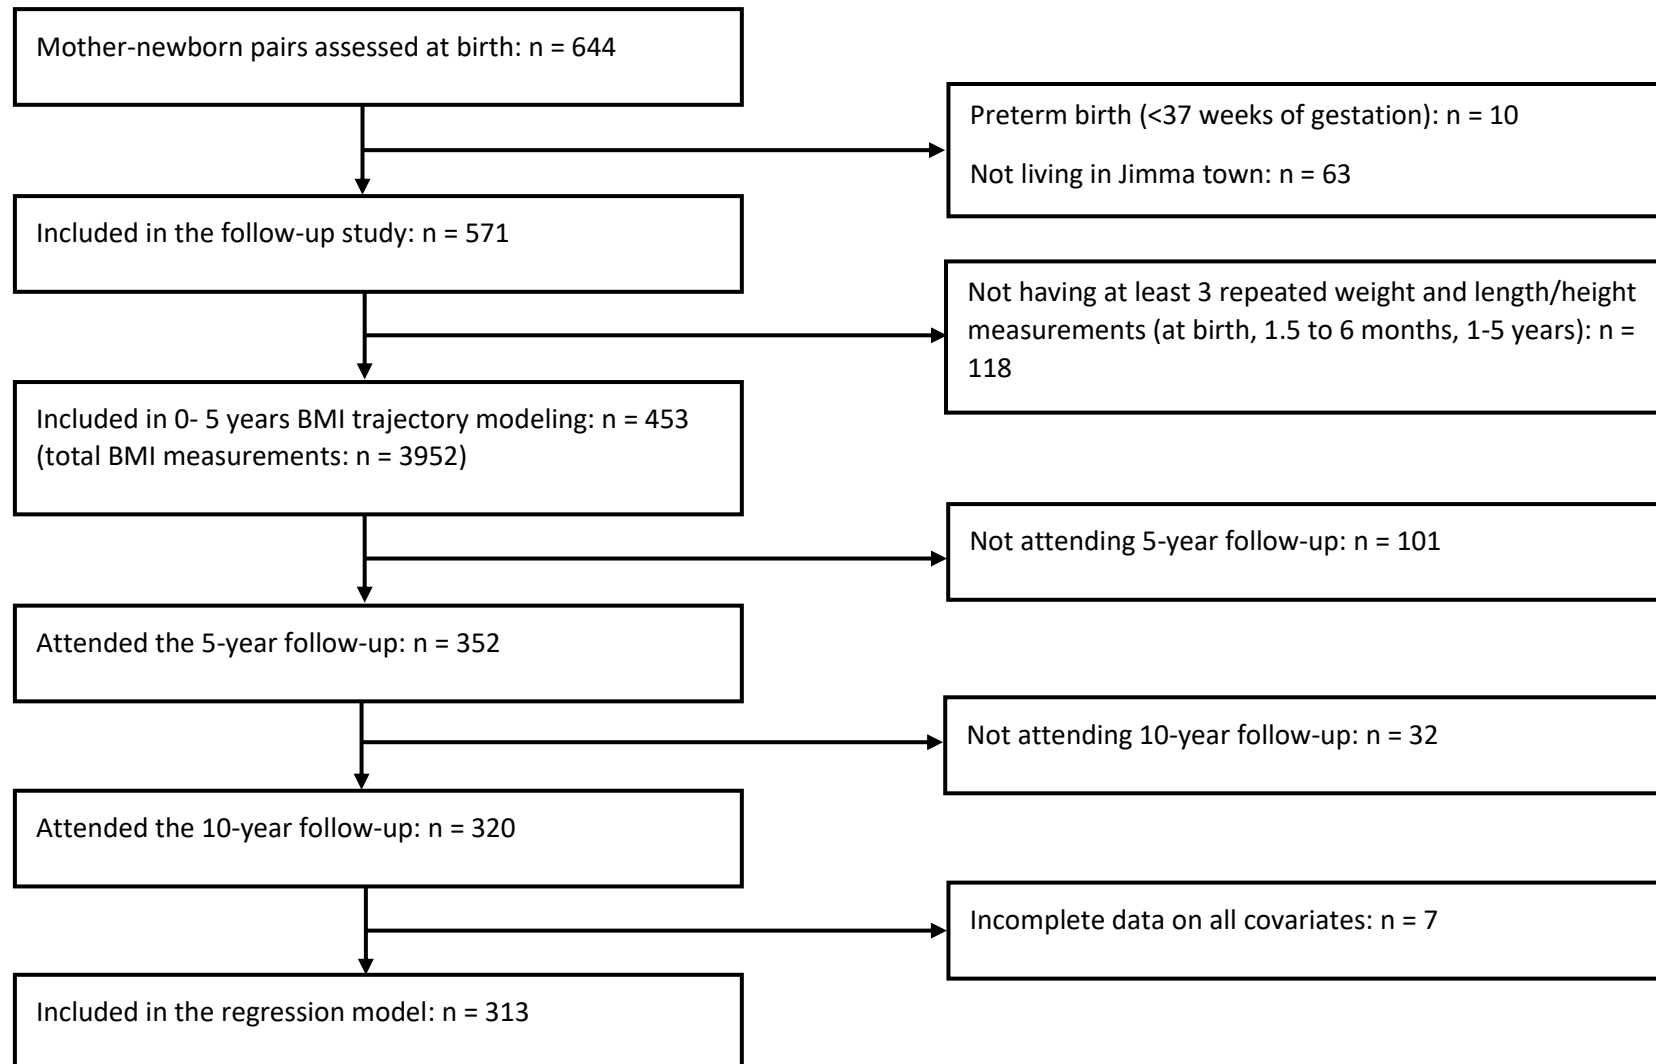 Mother-newborn pairs assessed at birth: n = 644
Preterm birth (<37 weeks of gestation): n = 10
Not living in Jimma town: n = 63
Included in the follow-up study: n = 571
Not having at least 3 repeated weight and length/height
measurements (at birth, 1.5 to 6 months, 1-5 years): n =
118
Included in 0- 5 years BMI trajectory modeling: n = 453
(total BMI measurements: n = 3952)
Not attending 5-year follow-up: n = 101
Attended the 5-year follow-up: n = 352
Not attending 10-year follow-up: n = 32
Attended the 10-year follow-up: n = 320
Incomplete data on all covariates: n = 7
Included in the regression model: n = 313